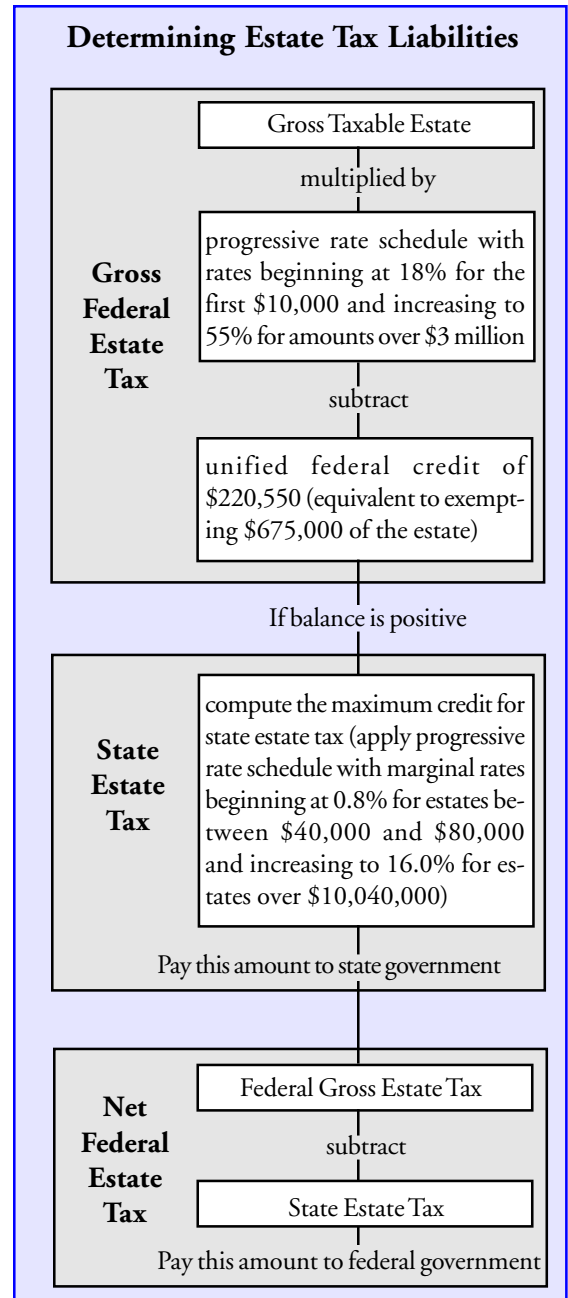 Determining Estate Tax Liabilities
Gross
Federal
Estate
Tax
Gross Taxable Estate
multiplied by
progressive rate schedule with
rates beginning at 18% for the
first $10,000 and increasing to
55% for amounts over $3 million
subtract
unified federal credit of
$220,550 (equivalent to exempt-
ing $675,000 of the estate)
If balance is positive
State
Estate
Tax
compute the maximum credit for
state estate tax (apply progressive
rate schedule with marginal rates
beginning at 0.8% for estates be-
tween $40,000 and $80,000
and increasing to 16.0% for es-
tates over $10,040,000)
Pay this amount to state government
Net
Federal
Estate
Tax
Federal Gross Estate Tax
subtract
State Estate Tax
Pay this amount to federal government